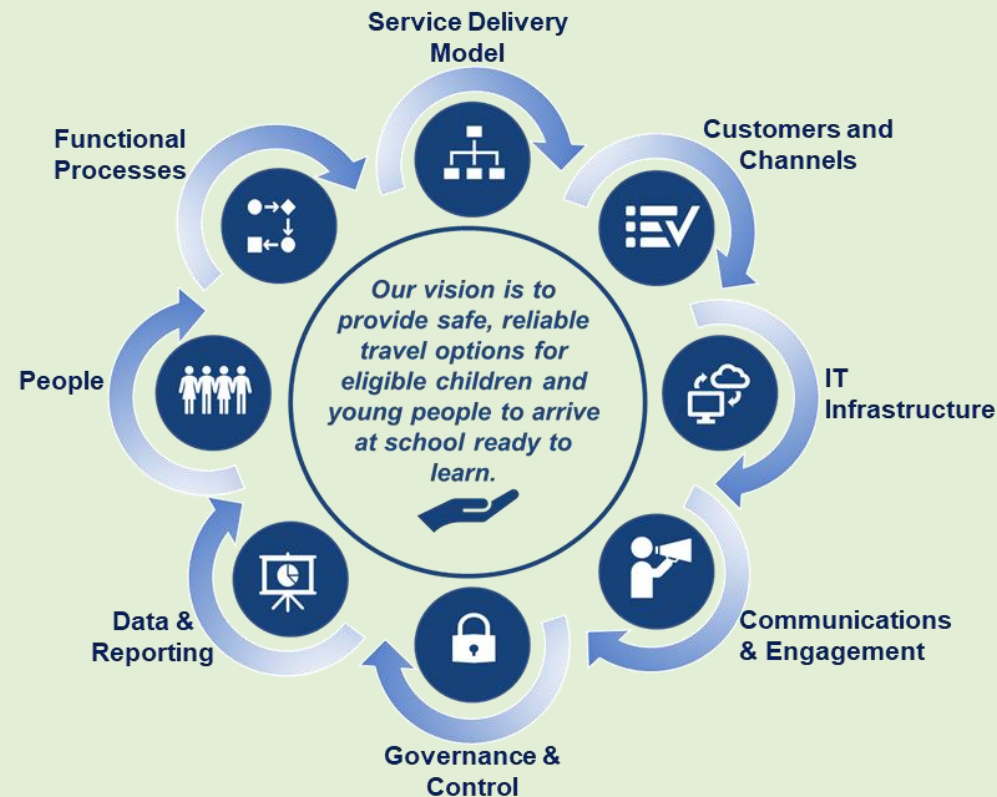 Service Delivery
Model
Customers and
Channels
IT
Infrastructure
Communications
& Engagement
Governance &
Control
Data &
Reporting
People
Functional
Processes
Our vision is to
provide safe, reliable
travel options for
eligible children and
young people to arrive
at school ready to
learn.